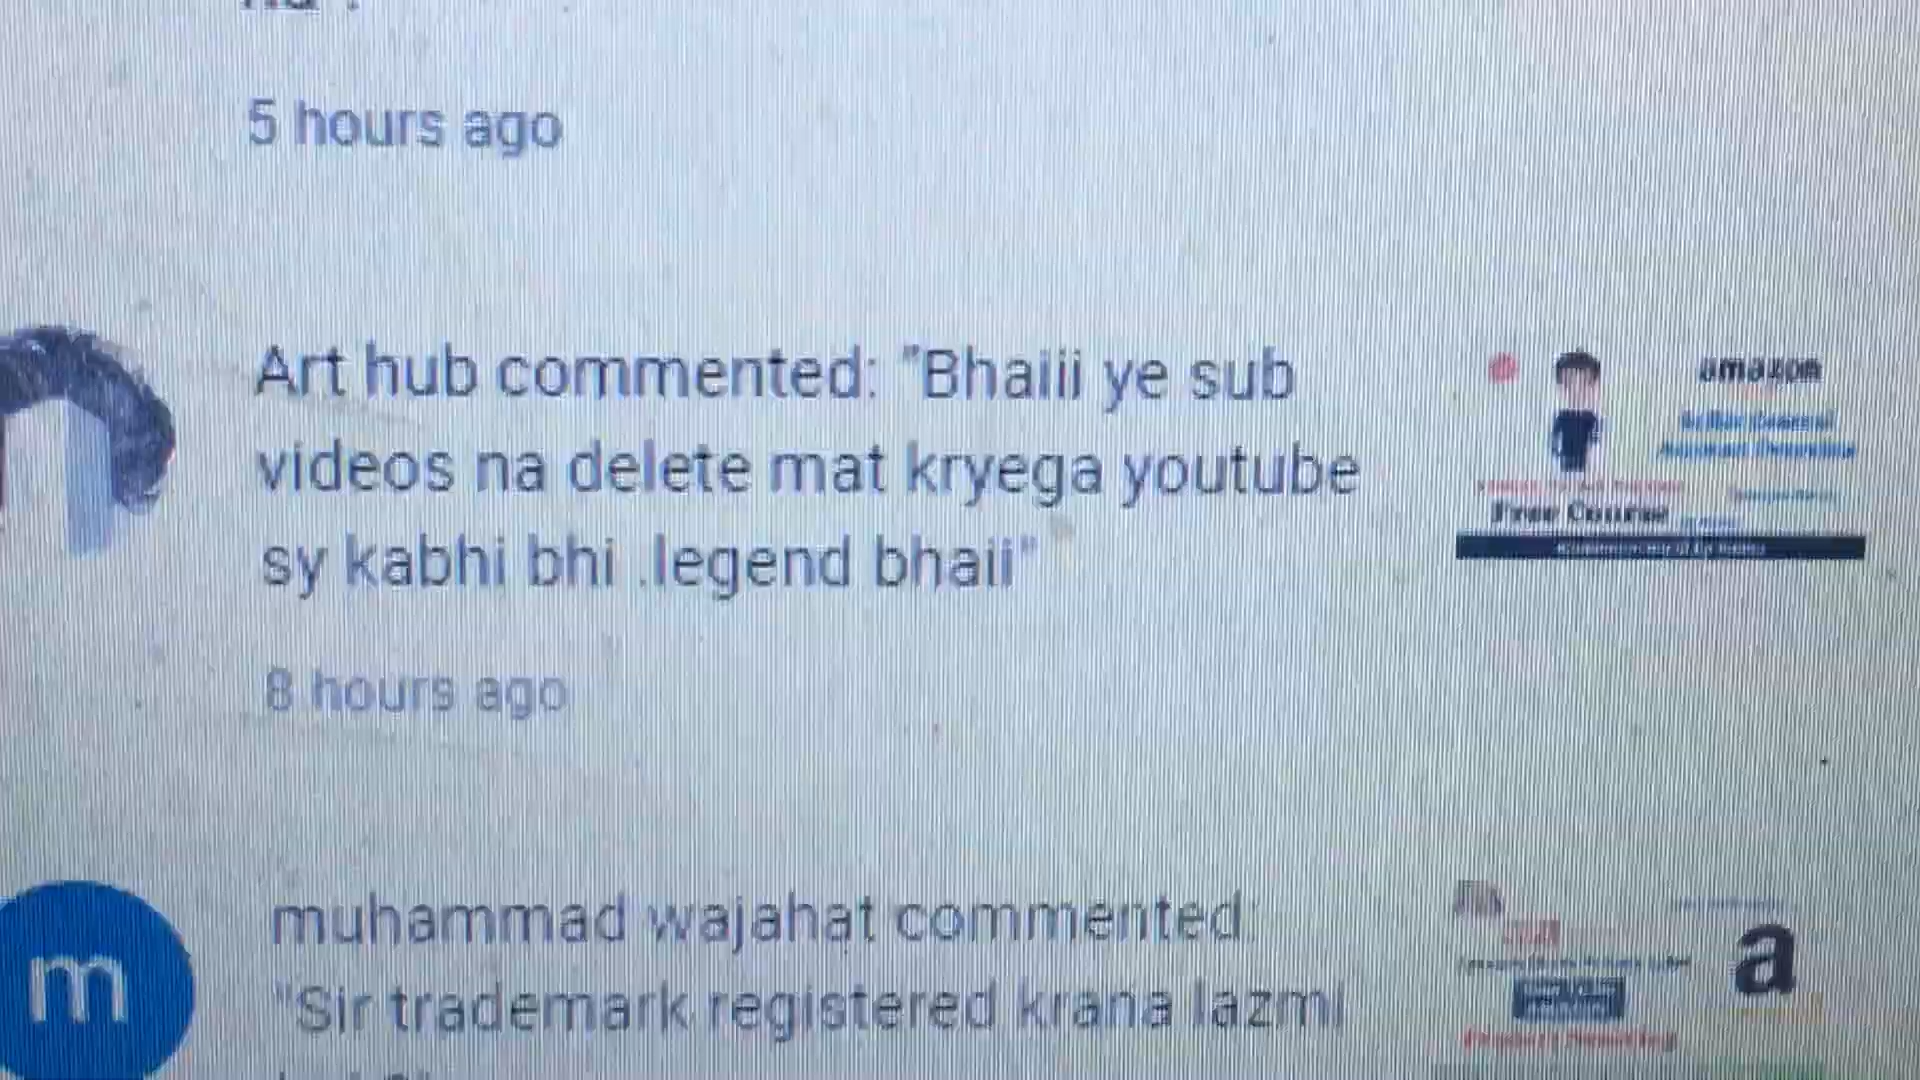 5 hours ago
Art hub commented: "Bhaiii ye sub
videos na delete mat kryega youtube
sy kabhi bhi .legend bhaii"
8 hours ago
amazon
Free Course
m
muhammad wajahat commented:
"Sir trademark registered krana lazmi
a